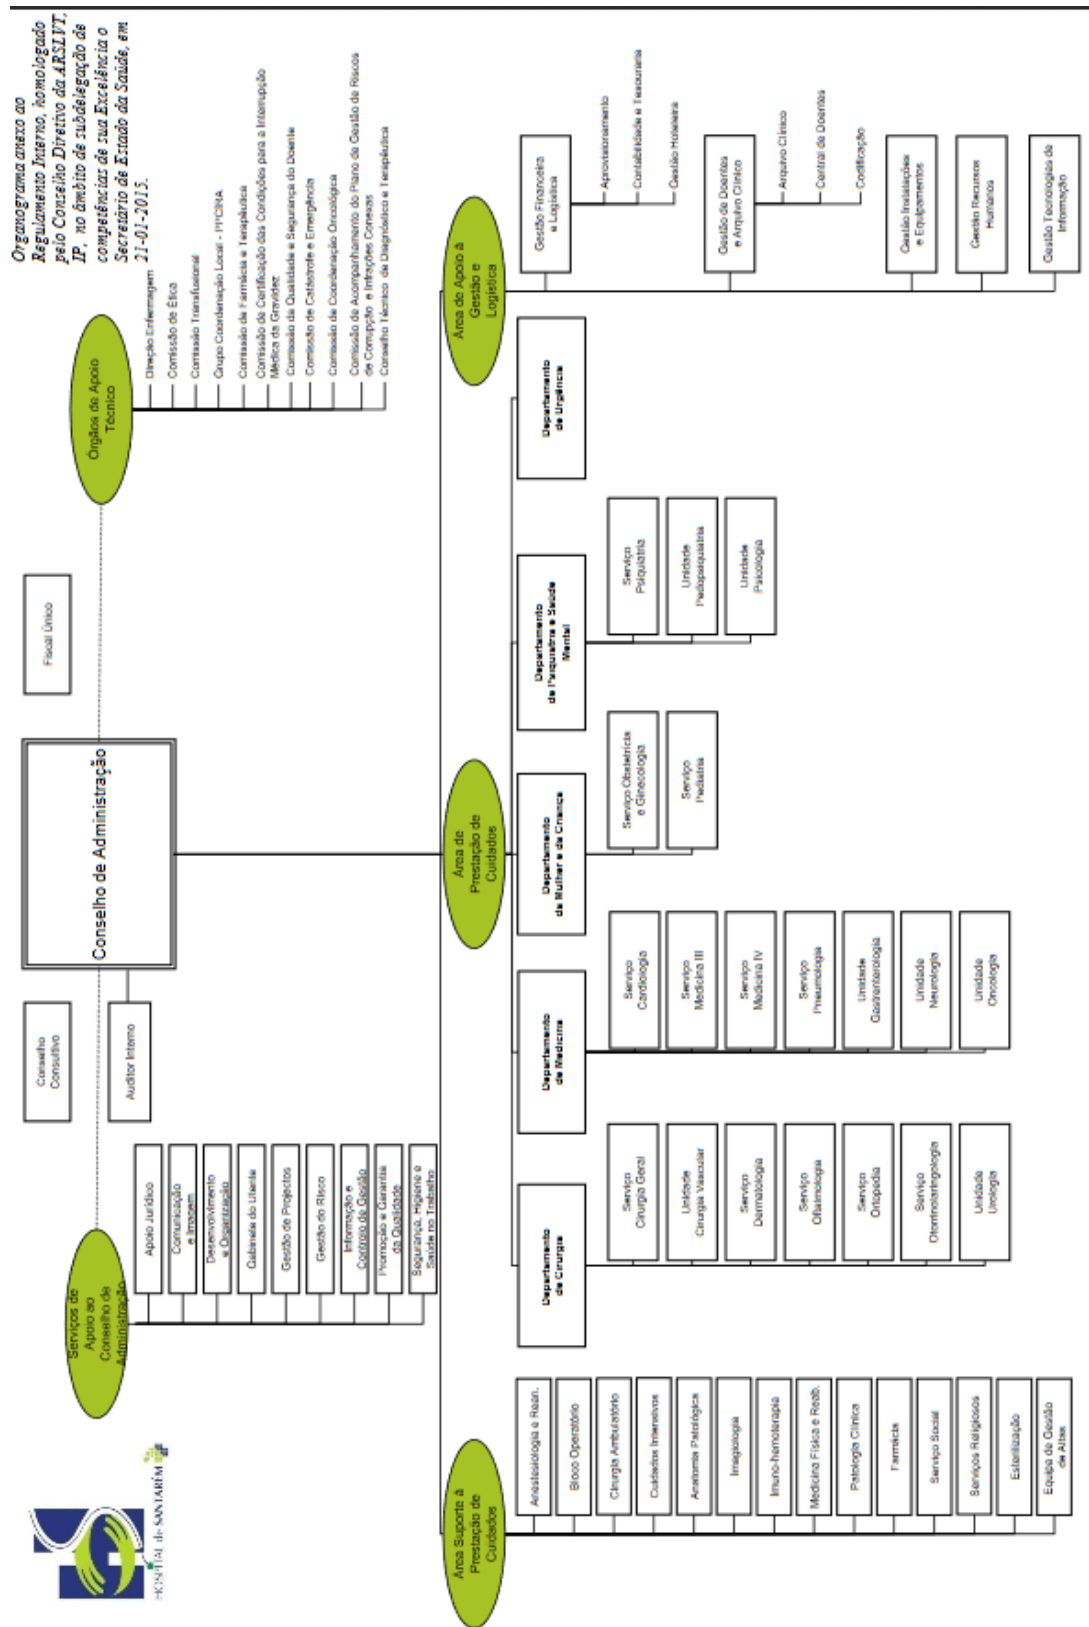 HOSPITAL de SANTARÉM
Organograma anexo ao
Regulamento Interno, homologado
pelo Conselho Diretivo da ARSLVT,
IP, no âmbito de subdelegação de
competências de sua Excelência o
Secretário de Estado da Saúde, em
21-01-2015.
Conselho
Consultivo
Conselho de Administração
Fiscal Único
Auditor Interno
Serviços de
Apoio ao
Conselho de
Administração
Apoio Jurídico
Comunicação
e Imagem
Desenvolvimento
e Organização
Gabinete do Utente
Gestão de Projectos
Gestão do Risco
Informação e
Controlo de Gestão
Promoção e Garantia
da Qualidade
Segurança, Higiene e
Saúde no Trabalho
Órgãos de Apoio
Técnico
Direção Enfermagem
Comissão de Ética
Comissão Transfusional
Grupo Coordenação Local - PPCIRA
Comissão de Farmácia e Terapêutica
Comissão de Certificação das Condições para a Interrupção
Médica da Gravidez
Comissão da Qualidade e Segurança do Doente
Comissão de Catástrofe e Emergência
Comissão de Coordenação Oncológica
Comissão de Acompanhamento do Plano de Gestão de Riscos
de Corrupção e Infrações Conexas
Conselho Técnico de Diagnóstico e Terapêutica
Área Suporte à
Prestação de
Cuidados
Anestesiologia e Rean.
Bloco Operatório
Cirurgia Ambulatório
Cuidados Intensivos
Anatomia Patológica
Imagiologia
Imuno-hemoterapia
Medicina Física e Reab.
Patologia Clínica
Farmácia
Serviço Social
Serviços Religiosos
Esterilização
Equipa de Gestão
de Altas
Área de
Prestação de
Cuidados
Departamento
de Cirurgia
Serviço
Cirurgia Geral
Unidade
Cirurgia Vascular
Serviço
Dermatologia
Serviço
Oftalmologia
Serviço
Ortopedia
Serviço
Otorrinolaringologia
Unidade
Urologia
Departamento
de Medicina
Serviço
Cardiologia
Serviço
Medicina III
Serviço
Medicina IV
Serviço
Pneumologia
Unidade
Gastrenterologia
Unidade
Neurologia
Unidade
Oncologia
Departamento
da Mulher e da Criança
Serviço Obstetrícia
e Ginecologia
Serviço
Pediatria
Departamento
de Psiquiatria e Saúde
Mental
Serviço
Psiquiatria
Unidade
Pedopsiquiatria
Unidade
Psicologia
Departamento
de Urgência
Área de Apoio à
Gestão e
Logística
Gestão Financeira
e Logística
Aprovisionamento
Contabilidade e Tesouraria
Gestão Hoteleira
Gestão de Doentes
e Arquivo Clínico
Arquivo Clínico
Central de Doentes
Codificação
Gestão Instalações
e Equipamentos
Gestão Recursos
Humanos
Gestão Tecnologias de
Informação